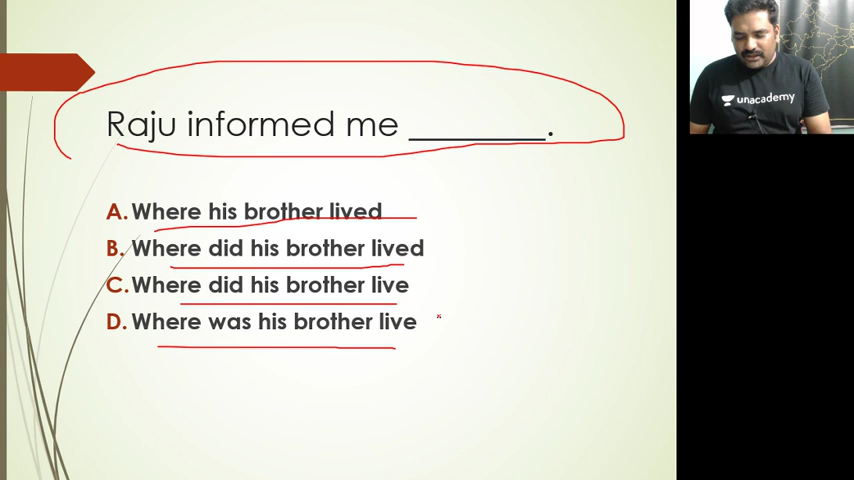 Raju informed me ________.
A. Where his brother lived
B. Where did his brother lived
C. Where did his brother live
D. Where was his brother live
unacademy